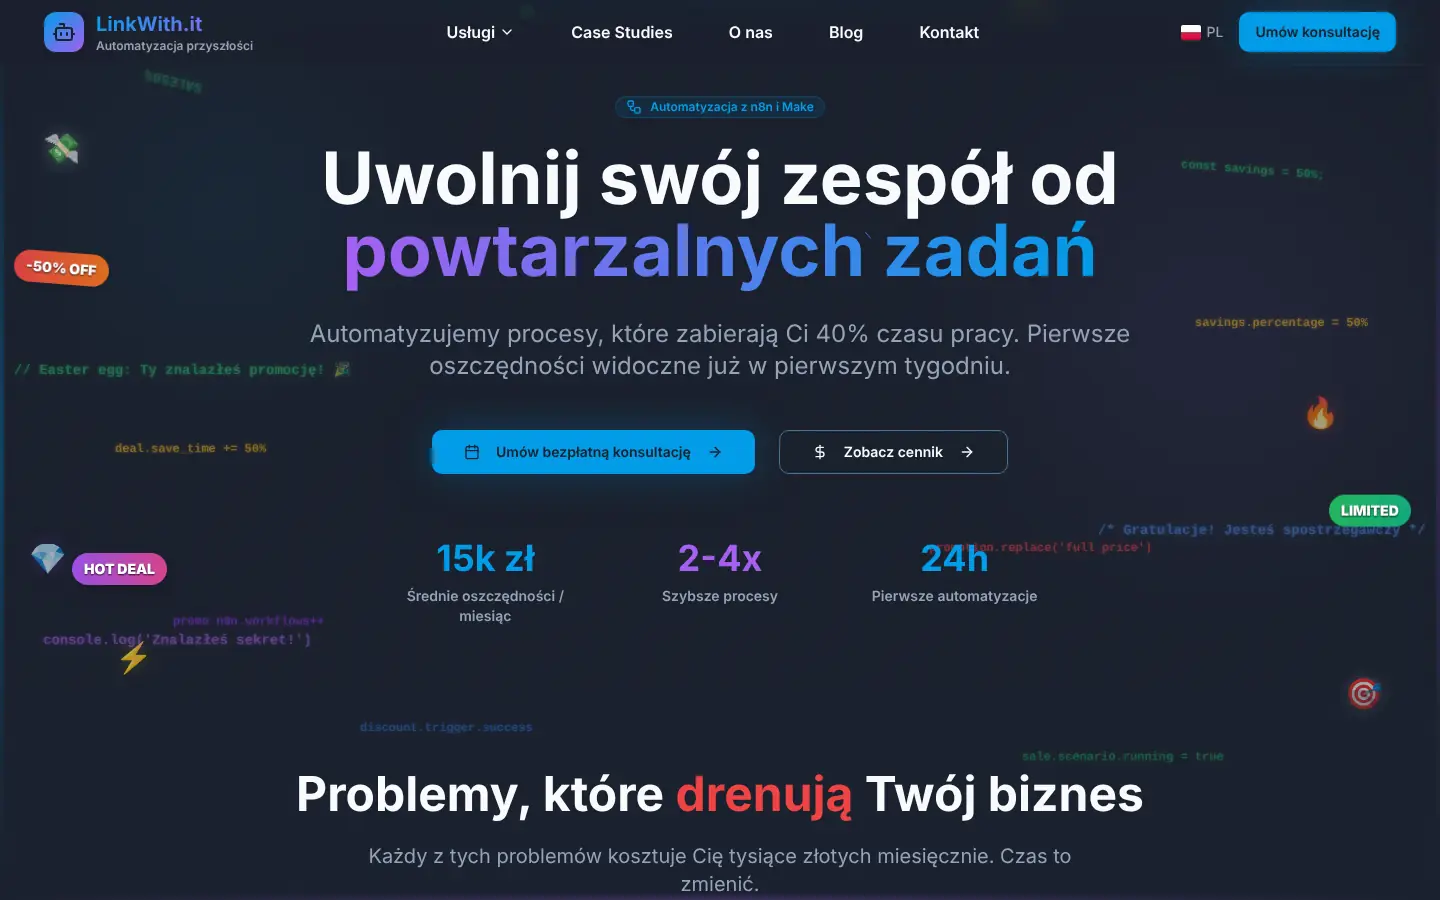 LinkWith.it
Automatyzacja przyszłości
Usługi
Case Studies
O nas
Blog
Kontakt
PL
Umów konsultację
Automatyzacja z n8n i Make
Uwolnij swój zespół od
powtarzalnych zadań
const savings = 50%;
-50% OFF
Automatyzujemy procesy, które zabierają Ci 40% czasu pracy. Pierwsze
oszczędności widoczne już w pierwszym tygodniu.
savings.percentage = 50%
// Easter egg: Ty znalazłeś promocję! 🎉
deal.save_time += 50%
Umów bezpłatną konsultację
Zobacz cennik
LIMITED
/* Gratulacje! Jesteś spostrzegawczy */
.replace('full price')
15k zł
Średnie oszczędności /
miesiąc
2-4x
Szybsze procesy
24h
Pierwsze automatyzacje
HOT DEAL
promo n8n.workflows++
console.log('Znalazłeś sekret!')
discount.trigger.success
sale.scenario.running = true
Problemy, które drenują Twój biznes
Każdy z tych problemów kosztuje Cię tysiące złotych miesięcznie. Czas to
zmienić.